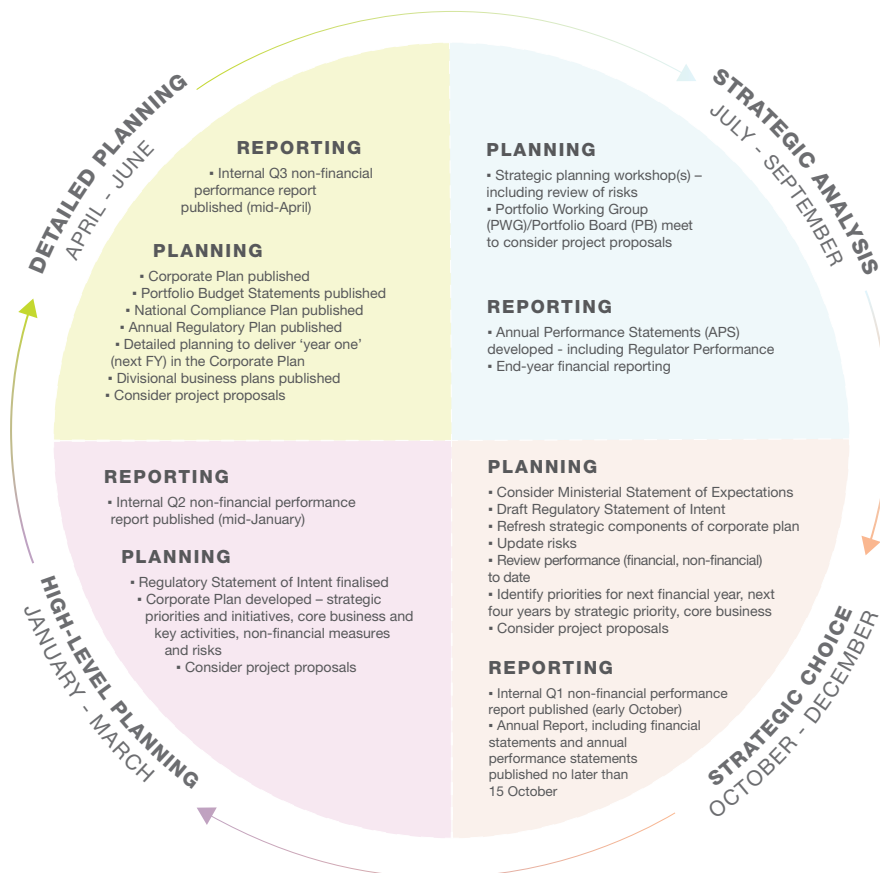 STRATEGIC ANALYSIS
JULY - SEPTEMBER
PLANNING
▪ Strategic planning workshop(s) –
including review of risks
▪ Portfolio Working Group
(PWG)/Portfolio Board (PB) meet
to consider project proposals
REPORTING
▪ Annual Performance Statements (APS)
developed - including Regulator Performance
▪ End-year financial reporting
STRATEGIC CHOICE
OCTOBER - DECEMBER
PLANNING
▪ Consider Ministerial Statement of Expectations
▪ Draft Regulatory Statement of Intent
▪ Refresh strategic components of corporate plan
▪ Update risks
▪ Review performance (financial, non-financial)
to date
▪ Identify priorities for next financial year, next
four years by strategic priority, core business
▪ Consider project proposals
REPORTING
▪ Internal Q1 non-financial performance
report published (early October)
▪ Annual Report, including financial
statements and annual
performance statements
published no later than
15 October
HIGH-LEVEL PLANNING
JANUARY - MARCH
REPORTING
▪ Internal Q2 non-financial performance
report published (mid-January)
PLANNING
▪ Regulatory Statement of Intent finalised
▪ Corporate Plan developed – strategic
priorities and initiatives, core business and
key activities, non-financial measures
and risks
▪ Consider project proposals
DETAILED PLANNING
APRIL - JUNE
REPORTING
▪ Internal Q3 non-financial
performance report
published (mid-April)
PLANNING
▪ Corporate Plan published
▪ Portfolio Budget Statements published
▪ National Compliance Plan published
▪ Annual Regulatory Plan published
▪ Detailed planning to deliver ‘year one’
(next FY) in the Corporate Plan
▪ Divisional business plans published
▪ Consider project proposals